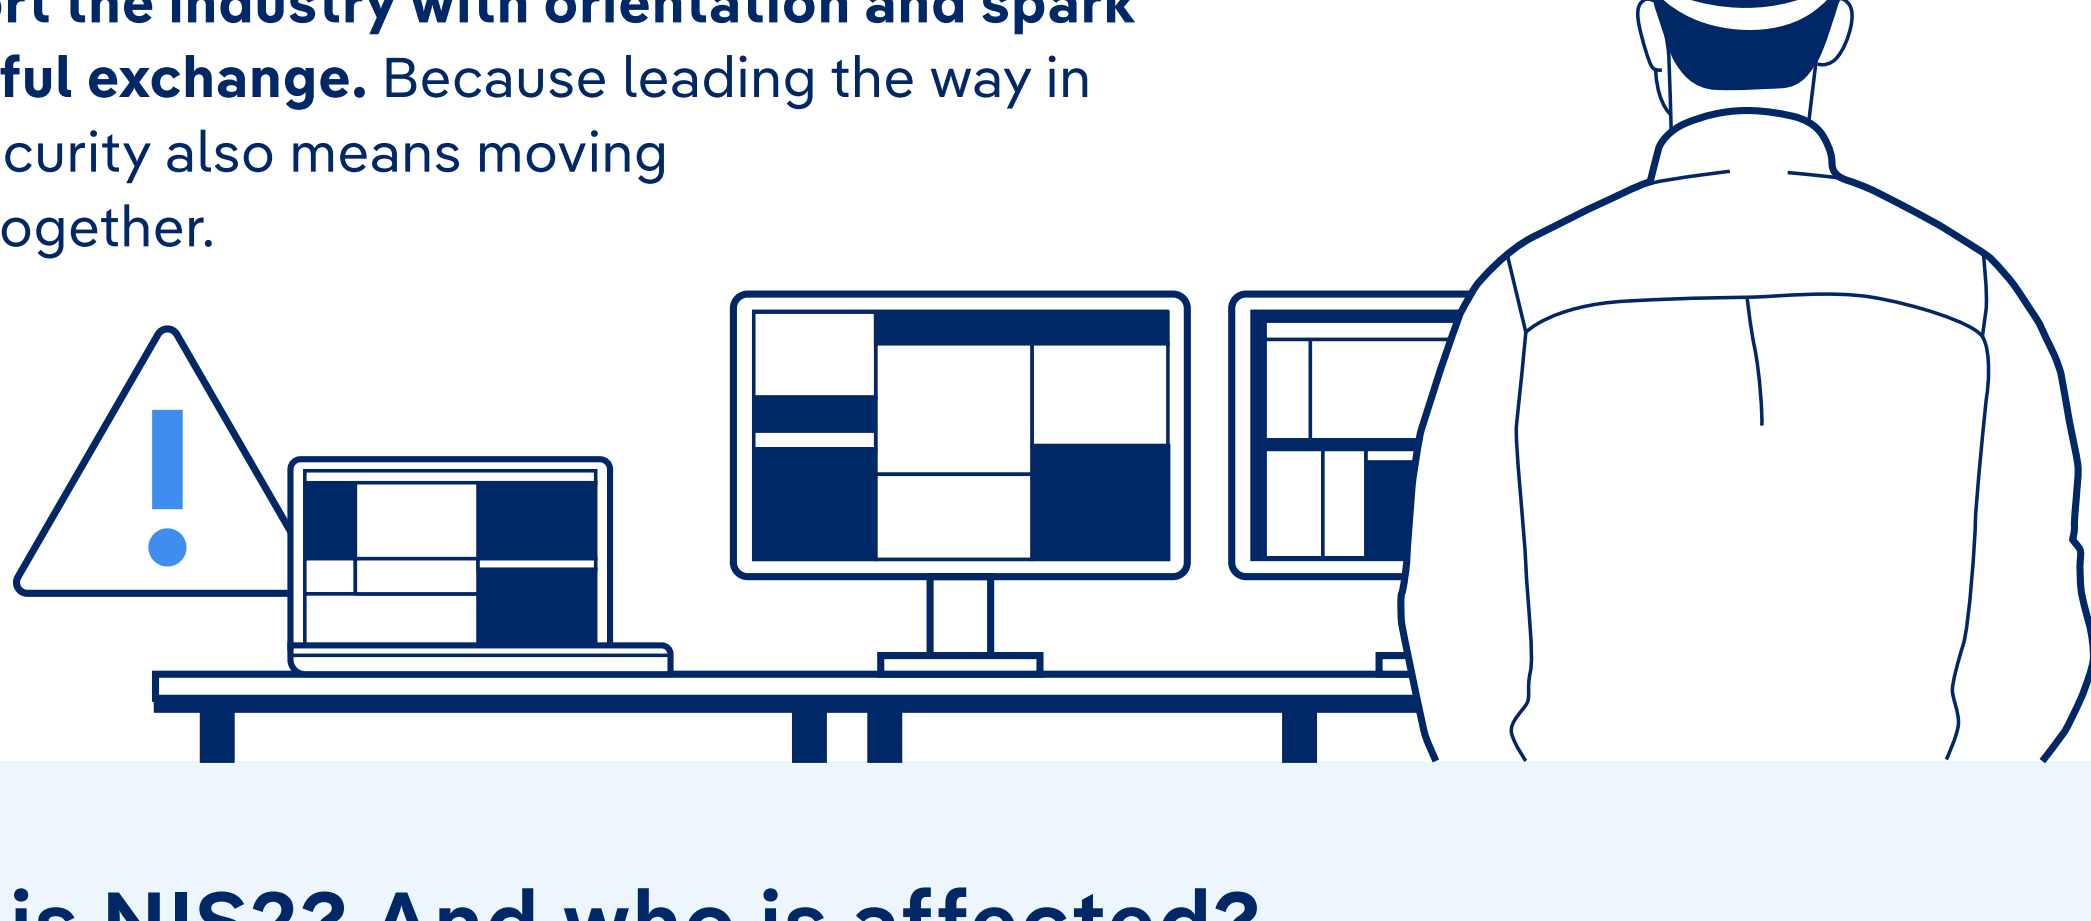 rt the industry with orientation and spark
ful exchange. Because leading the way in
curity also means moving
ogether.
is NIS2? And who is affected?